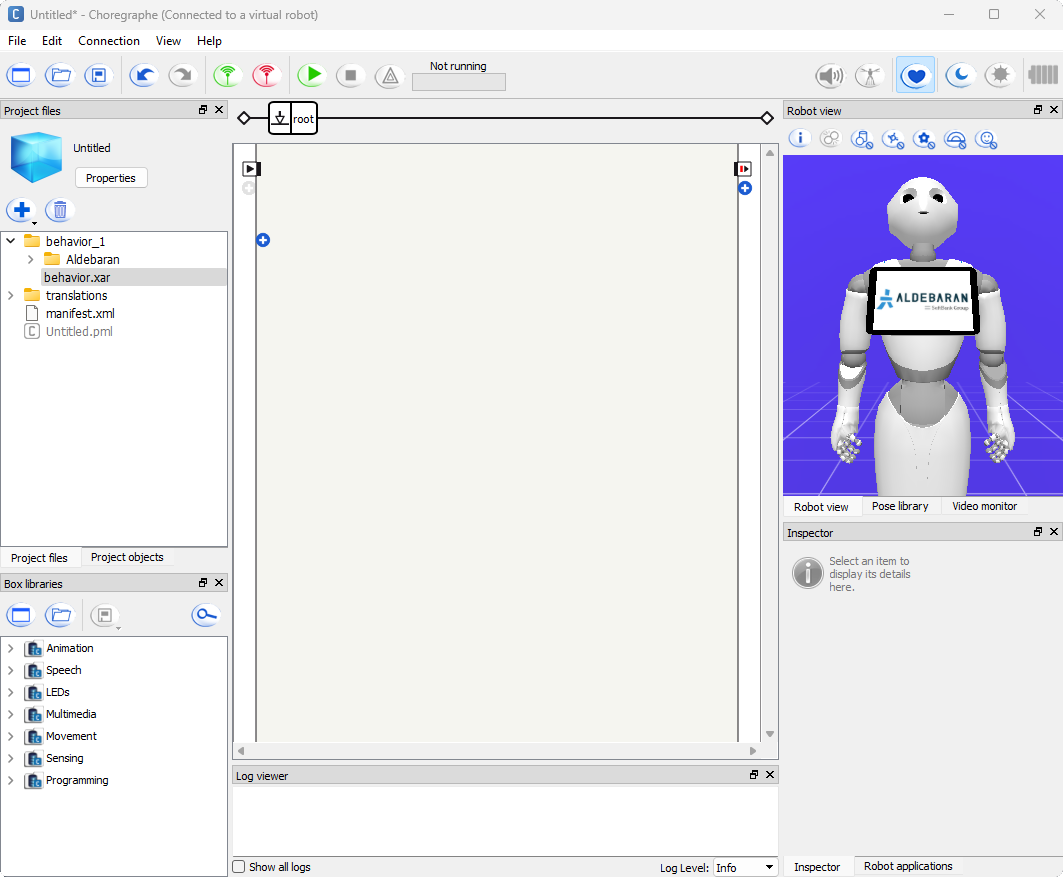 Untitled* - Choregraphe (Connected to a virtual robot)
File Edit Connection View Help
Not running
Project files
Untitled
Properties
behavior_1
Aldebaran
behavior.xar
translations
manifest.xml
Untitled.pml
Project files Project objects
Box libraries
Animation
Speech
LEDs
Multimedia
Movement
Sensing
Programming
root
Log viewer
Show all logs
Log Level: Info
Robot view
ALDEBARAN
SoftBank Group
Robot view Pose library Video monitor
Inspector
Select an item to
display its details
here.
Inspector Robot applications